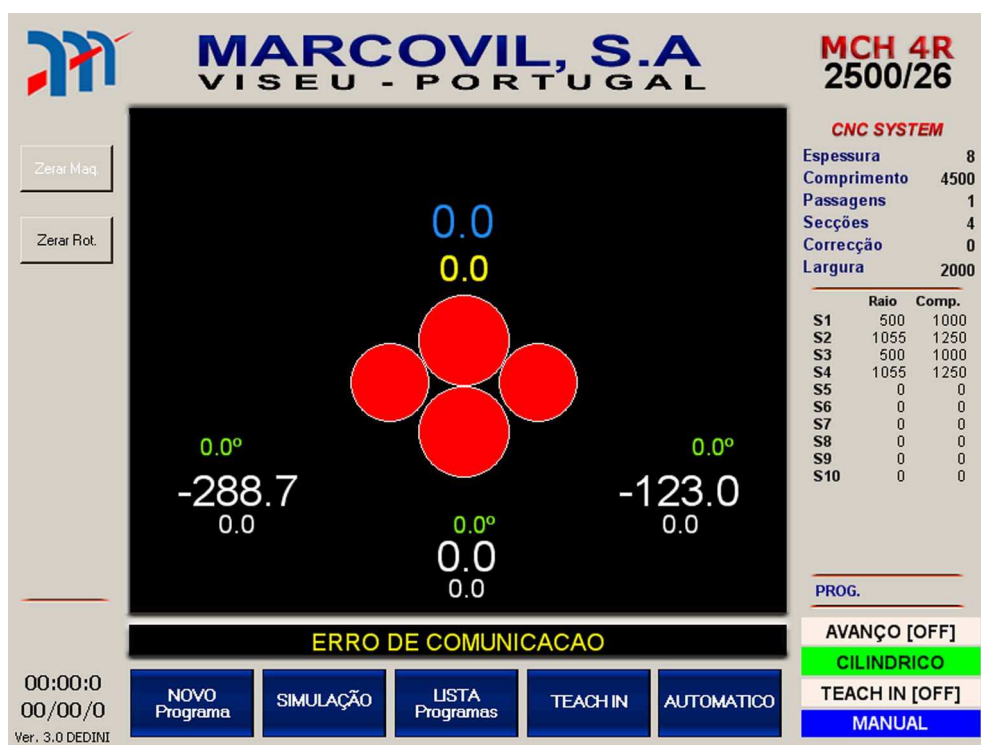 MARCOVIL, S.A
VISEU - PORTUGAL
MCH 4R
2500/26
Zerar Maq.
Zerar Rot.
0.0
0.0
0.0º
-288.7
0.0
0.0º
0.0
0.0
0.0º
-123.0
0.0
CNC SYSTEM
Espessura 8
Comprimento 4500
Passagens 1
Secções 4
Correcção 0
Largura 2000
Raio Comp.
S1 500 1000
S2 1055 1250
S3 500 1000
S4 1055 1250
S5 0 0
S6 0 0
S7 0 0
S8 0 0
S9 0 0
S10 0 0
PROG.
ERRO DE COMUNICACAO
AVANÇO [OFF]
CILINDRICO
TEACH IN [OFF]
MANUAL
00:00:0
00/00/0
Ver. 3.0 DEDINI
NOVO
Programa
SIMULAÇÃO
LISTA
Programas
TEACH IN
AUTOMATICO